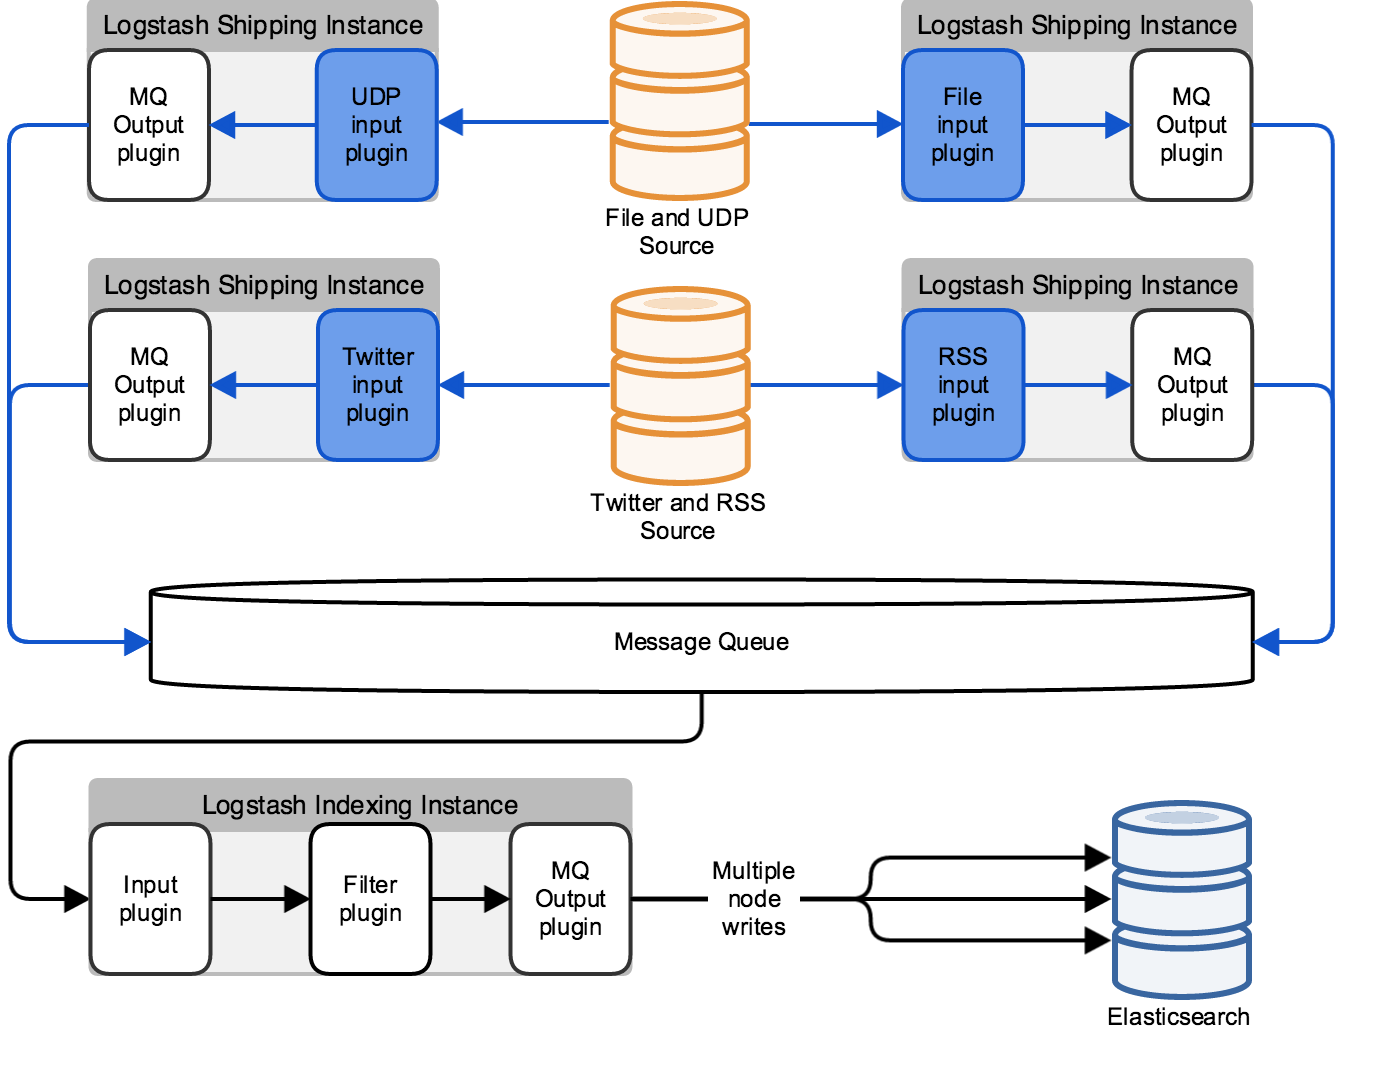 Logstash Shipping Instance
MQ
Output
plugin
UDP
input
plugin
File and UDP
Source
Logstash Shipping Instance
File
input
plugin
MQ
Output
plugin
Logstash Shipping Instance
MQ
Output
plugin
Twitter
input
plugin
Twitter and RSS
Source
Logstash Shipping Instance
RSS
input
plugin
MQ
Output
plugin
Message Queue
Logstash Indexing Instance
Input
plugin
Filter
plugin
MQ
Output
plugin
Multiple
node
writes
Elasticsearch